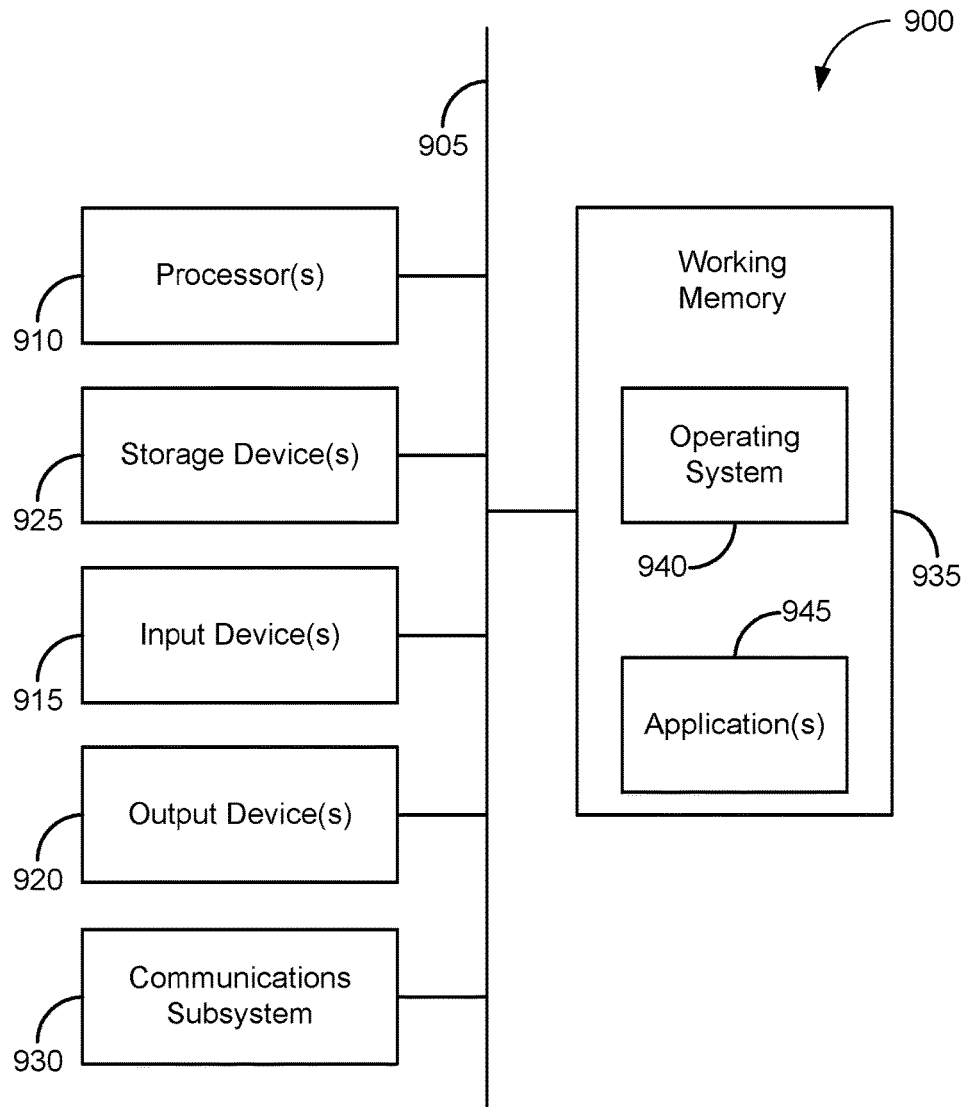 900
905
Processor(s)
910
Storage Device(s)
925
Input Device(s)
915
Output Device(s)
920
Communications
Subsystem
930
Working
Memory
Operating
System
940
935
945
Application(s)